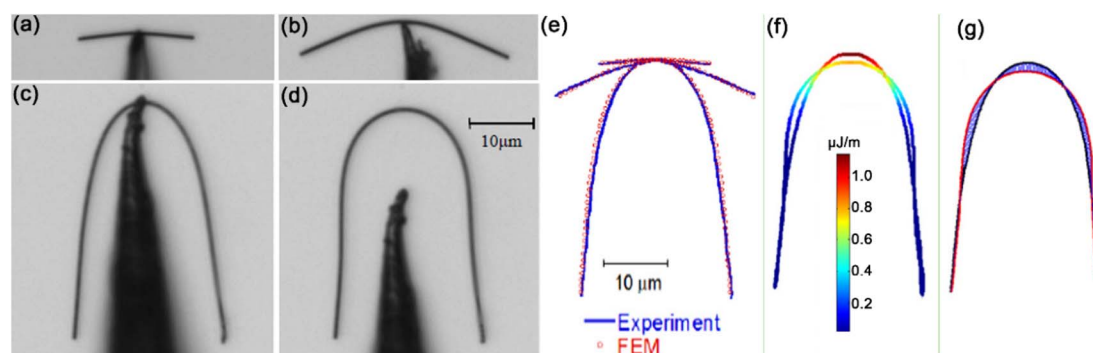 (a)
(b)
(c)
(d)
10μm
(e)
10 μm
Experiment
FEM
(f)
μJ/m
1.0
0.8
0.6
0.4
0.2
(g)